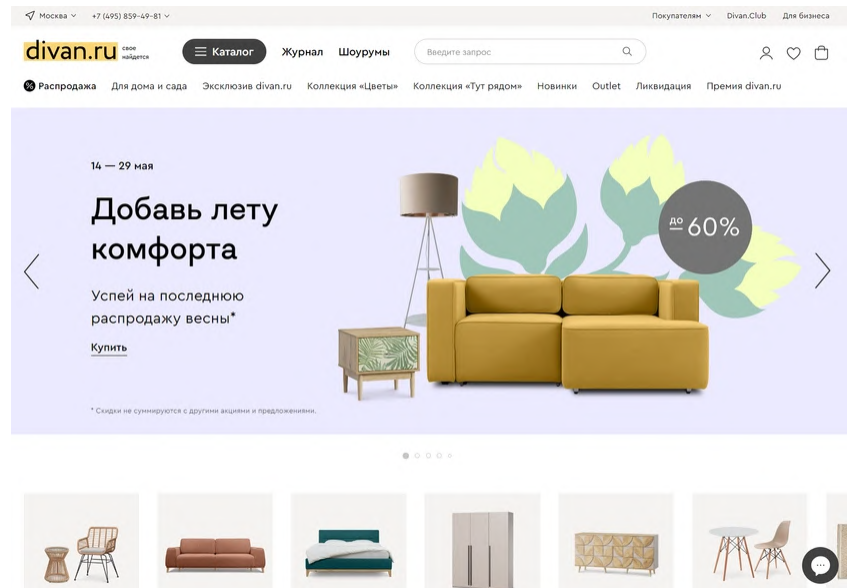 Москва
+7 (495) 859-49-81
Покупателям
Divan.Club
Для бизнеса
divan.ru
свое
найдется
Каталог
Журнал
Шоурумы
Введите запрос
% Распродажа
Для дома и сада
Эксклюзив divan.ru
Коллекция «Цветы»
Коллекция «Тут рядом»
Новинки
Outlet
Ликвидация
Премия divan.ru
14 — 29 мая
Добавь лету
комфорта
Успей на последнюю
распродажу весны*
Купить
* Скидки не суммируются с другими акциями и предложениями.
до 60%